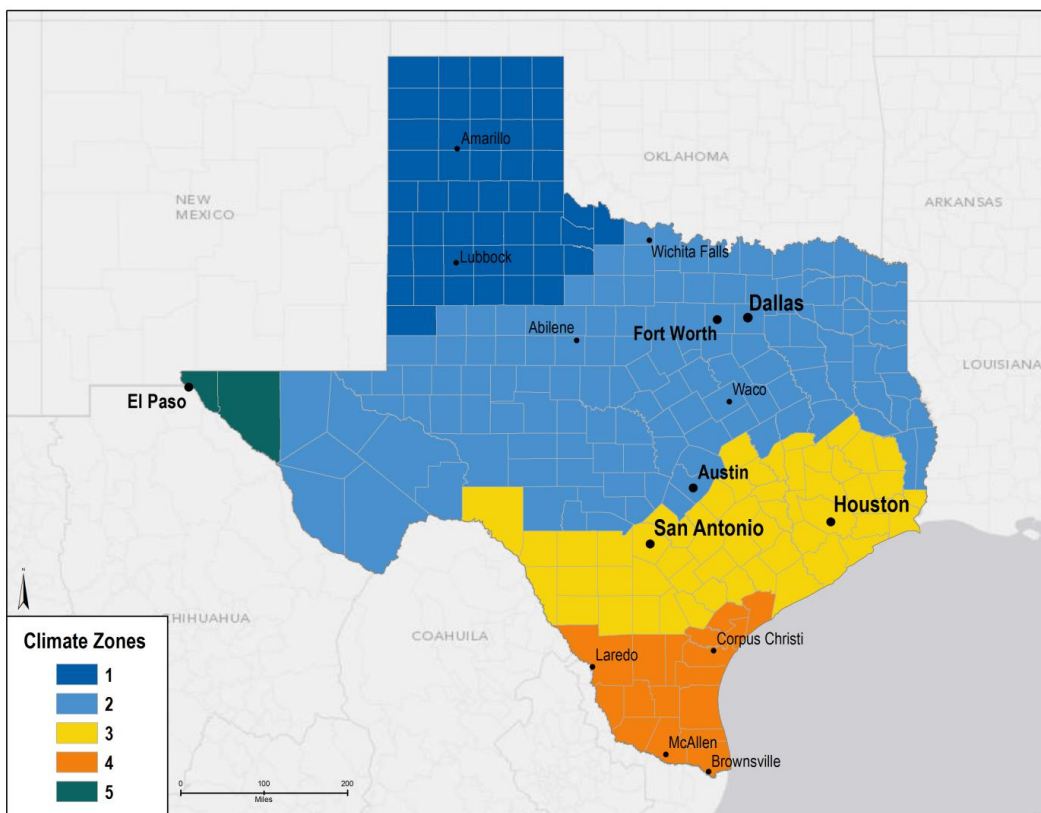 Amarillo
OKLAHOMA
NEW
MEXICO
ARKANSAS
Lubbock
Wichita Falls
Dallas
Abilene
Fort Worth
LOUISIANA
El Paso
Waco
Austin
Houston
San Antonio
N
CHIHUAHUA
COAHUILA
Corpus Christi
Laredo
McAllen
Brownsville
Climate Zones
1
2
3
4
5
0 100 200
Miles